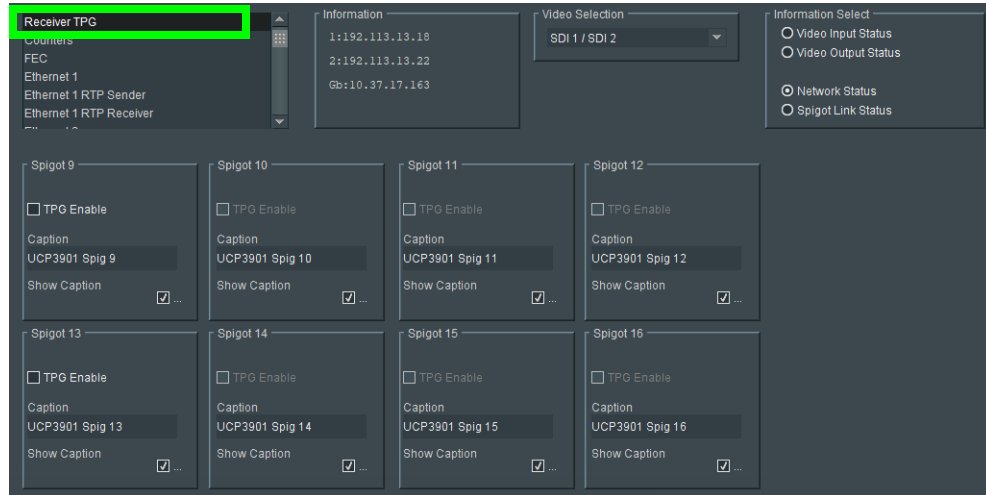 Receiver TPG
Counters
FEC
Ethernet 1
Ethernet 1 RTP Sender
Ethernet 1 RTP Receiver
Information
1:192.113.13.18
2:192.113.13.22
Gb:10.37.17.163
Video Selection
SDI 1 / SDI 2
Information Select
Video Input Status
Video Output Status
Network Status
Spigot Link Status
Spigot 9
TPG Enable
Caption
UCP3901 Spig 9
Show Caption
...
Spigot 10
TPG Enable
Caption
UCP3901 Spig 10
Show Caption
...
Spigot 11
TPG Enable
Caption
UCP3901 Spig 11
Show Caption
...
Spigot 12
TPG Enable
Caption
UCP3901 Spig 12
Show Caption
...
Spigot 13
TPG Enable
Caption
UCP3901 Spig 13
Show Caption
...
Spigot 14
TPG Enable
Caption
UCP3901 Spig 14
Show Caption
...
Spigot 15
TPG Enable
Caption
UCP3901 Spig 15
Show Caption
...
Spigot 16
TPG Enable
Caption
UCP3901 Spig 16
Show Caption
...